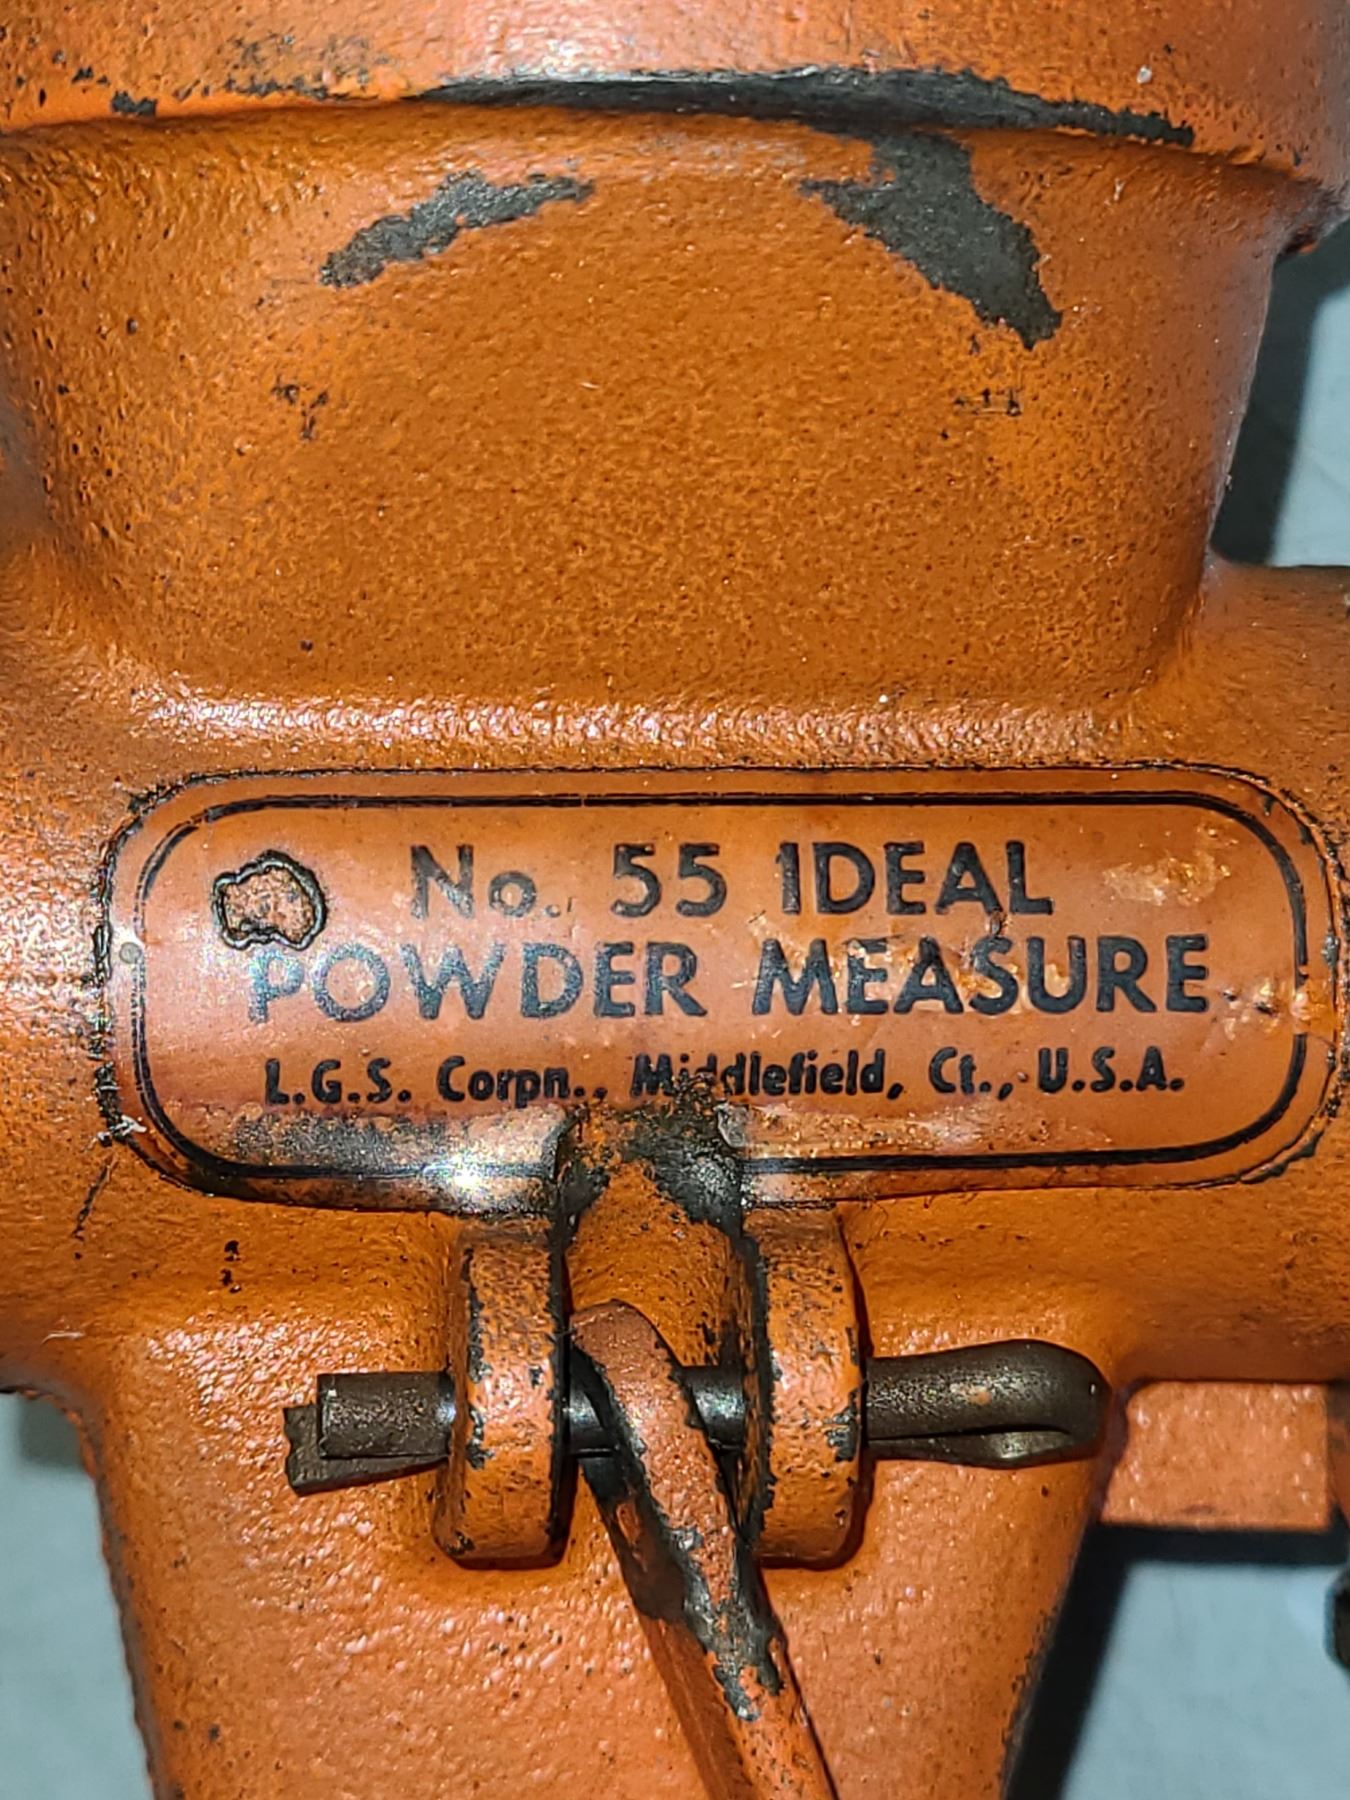 No. 55 IDEAL
POWDER MEASURE
L.G.S. Corpn., Middlefield, Ct., U.S.A.